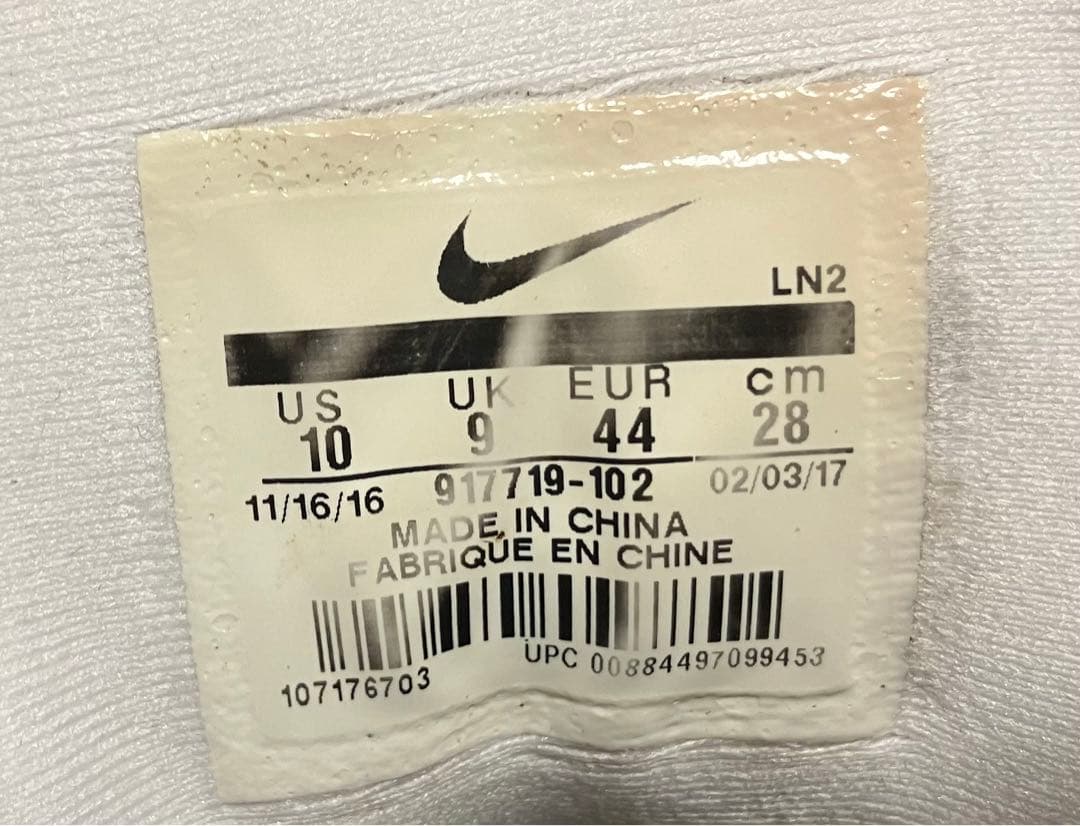 LN2
US UK EUR cm
10 9 44 28
11/16/16 917719-102 02/03/17
MADE IN CHINA
FABRIQUE EN CHINE
107176703 UPC 00884497099453